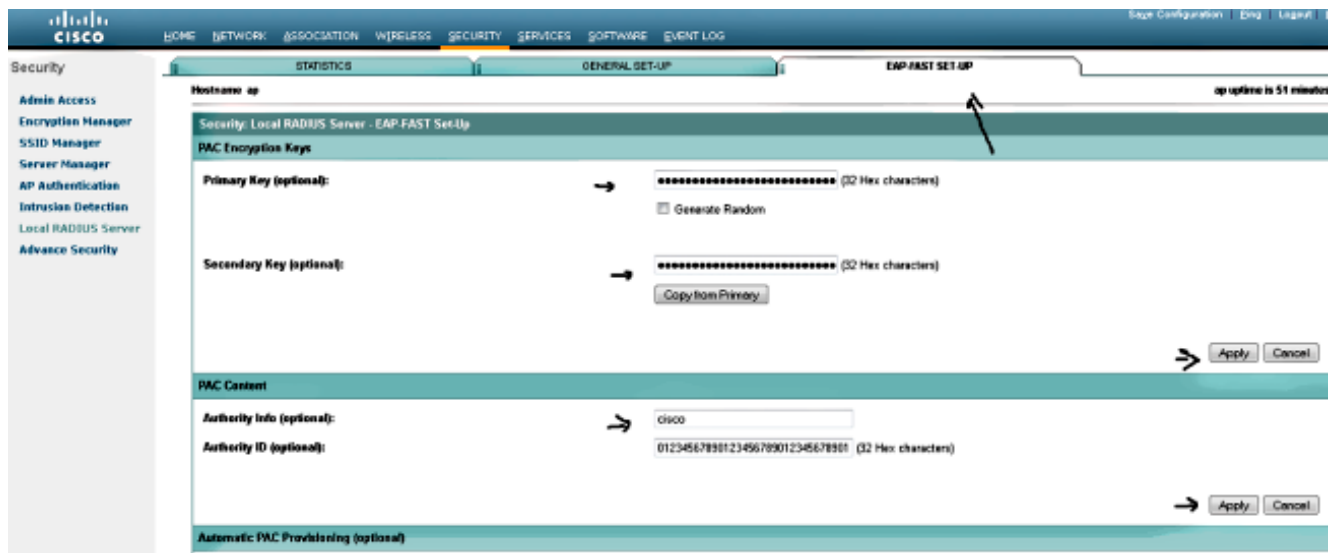 Save Configuration | Ping | Logout |
CISCO
HOME NETWORK ASSOCIATION WIRELESS SECURITY SERVICES SOFTWARE EVENT LOG
Security
STATISTICS GENERAL SET-UP EAP-FAST SET-UP
Hostname ap ap uptime is 51 minutes
Admin Access
Encryption Manager
SSID Manager
Server Manager
AP Authentication
Intrusion Detection
Local RADIUS Server
Advance Security
Security: Local RADIUS Server - EAP-FAST Set-Up
PAC Encryption Keys
Primary Key (optional): (32 Hex characters)
Generate Random
Secondary Key (optional): (32 Hex characters)
Copy from Primary
Apply Cancel
PAC Content
Authority Info (optional): cisco
Authority ID (optional): 01234567890123456789012345678901 (32 Hex characters)
Apply Cancel
Automatic PAC Provisioning (optional)